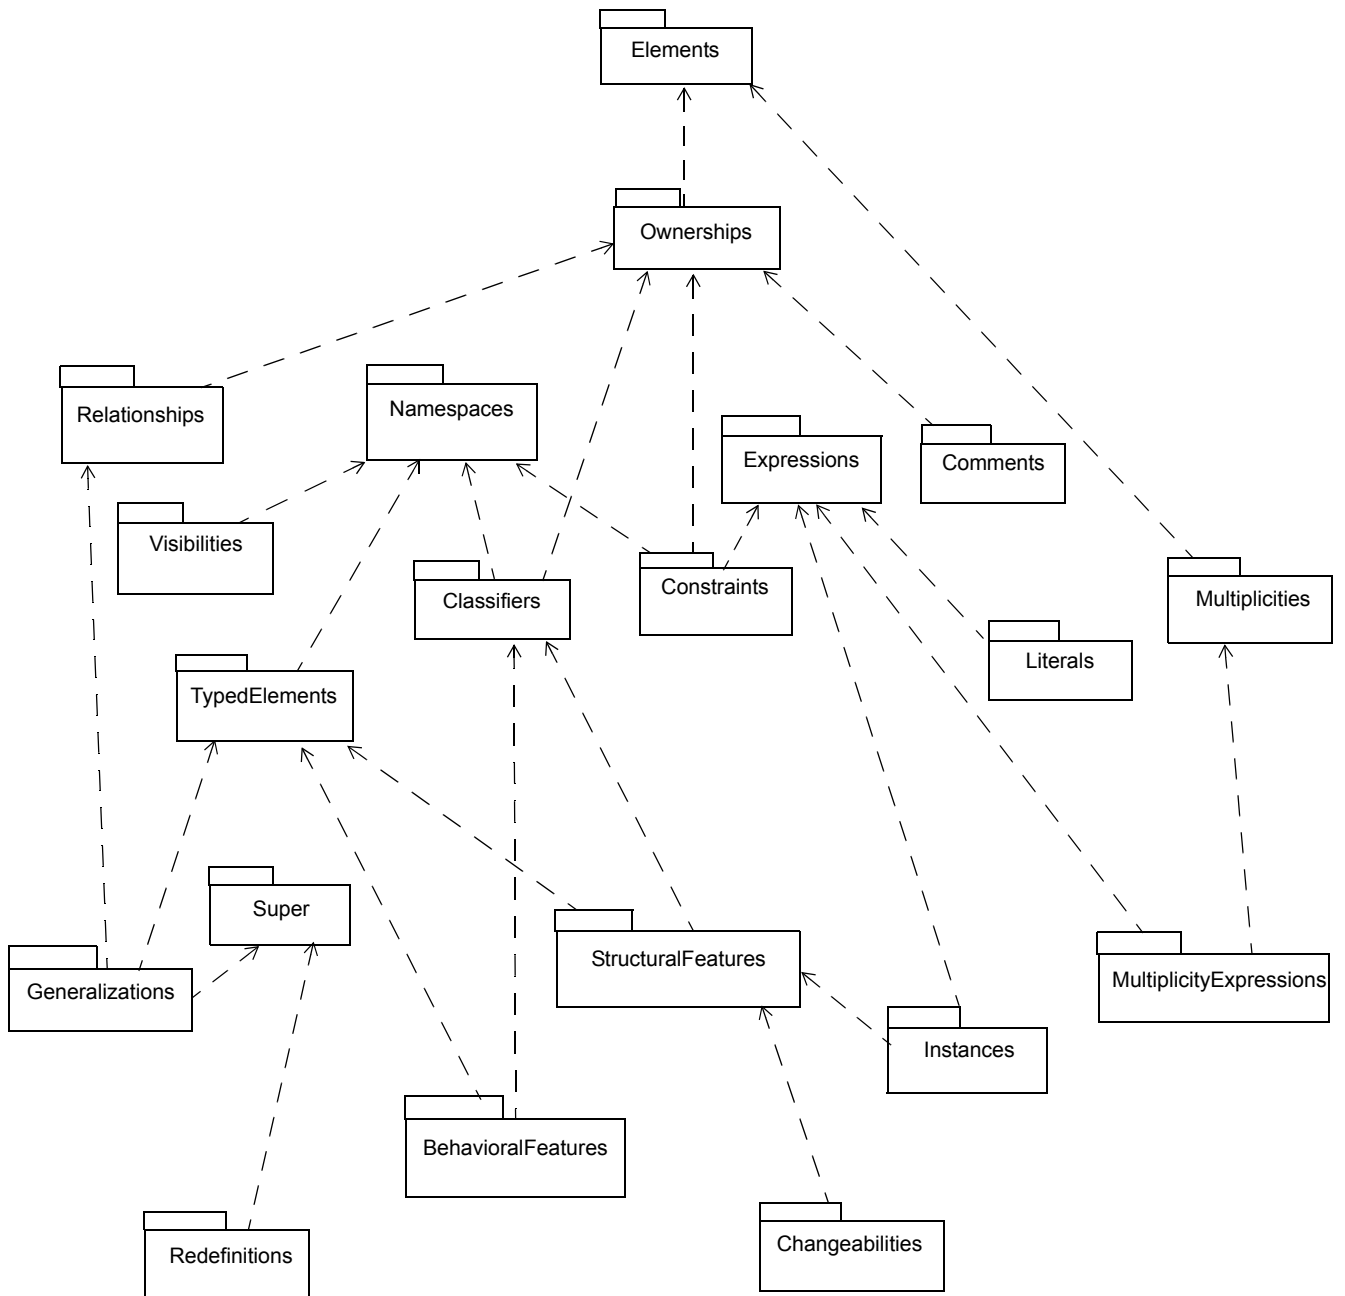 Elements
Ownerships
Relationships
Namespaces
Expressions
Comments
Visibilities
Classifiers
Constraints
Multiplicities
Literals
TypedElements
Super
StructuralFeatures
MultiplicityExpressions
Generalizations
Instances
BehavioralFeatures
Redefinitions
Changeabilities